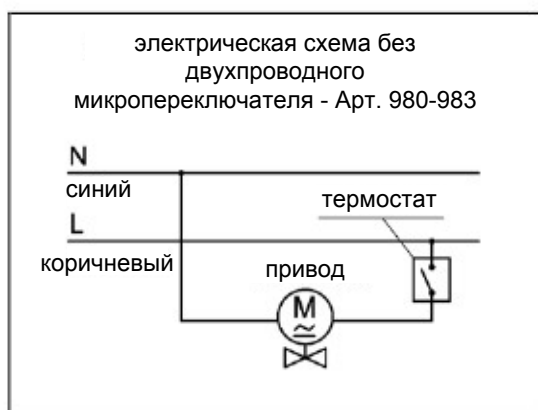 электрическая схема без
двухпроводного
микропереключателя - Арт. 980-983
N
синий
термостат
L
коричневый
привод
M
~